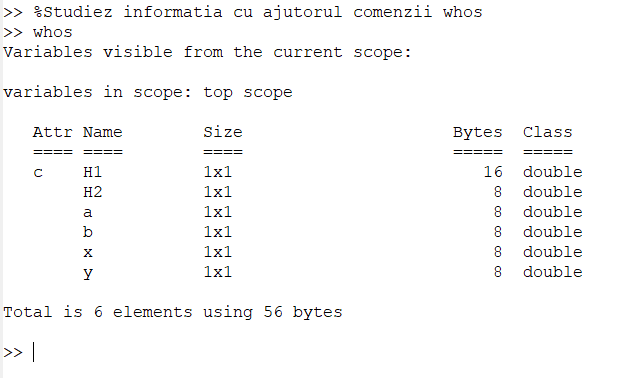 >> %Studiez informatia cu ajutorul comenzii whos
>> whos
Variables visible from the current scope:
variables in scope: top scope
Attr Name Size Bytes Class
==== ==== ==== ===== =====
c H1 1x1 16 double
H2 1x1 8 double
a 1x1 8 double
b 1x1 8 double
x 1x1 8 double
y 1x1 8 double
Total is 6 elements using 56 bytes
>>